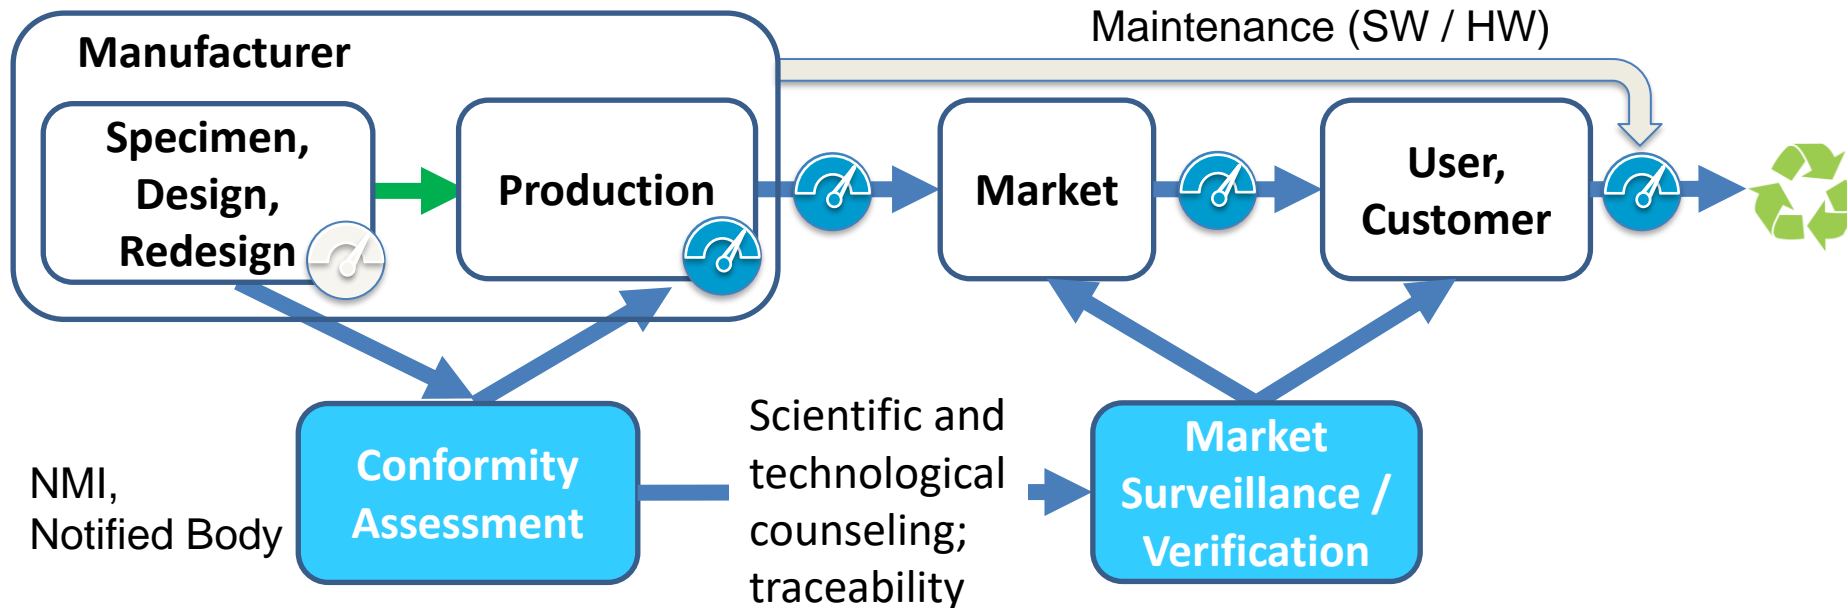 Maintenance (SW / HW)
Manufacturer
Specimen,
Design,
Redesign
Production
Market
User,
Customer
NMI,
Notified Body
Conformity
Assessment
Scientific and
technological
counseling;
traceability
Market
Surveillance /
Verification